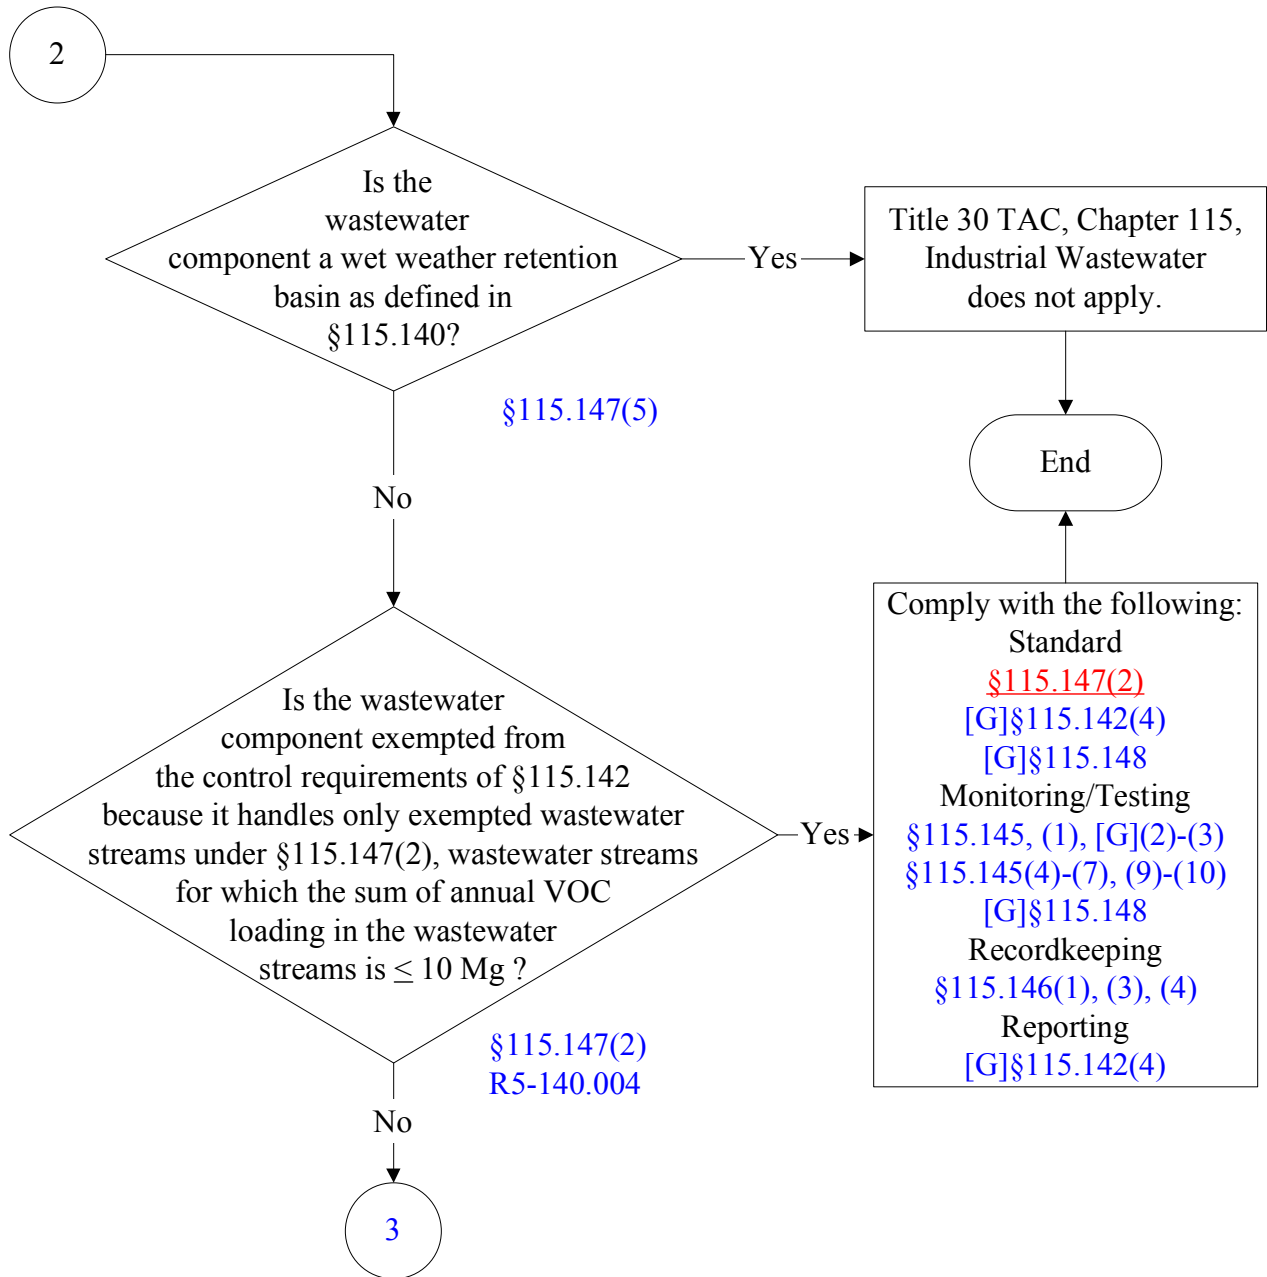 2
Is the
wastewater
component a wet weather retention
basin as defined in
§115.140?
Yes
Title 30 TAC, Chapter 115,
Industrial Wastewater
does not apply.
§115.147(5)
End
No
Is the wastewater
component exempted from
the control requirements of §115.142
because it handles only exempted wastewater
streams under §115.147(2), wastewater streams
for which the sum of annual VOC
loading in the wastewater
streams is ≤ 10 Mg ?
Yes
Comply with the following:
Standard
§115.147(2)
[G]§115.142(4)
[G]§115.148
Monitoring/Testing
§115.145, (1), [G](2)-(3)
§115.145(4)-(7), (9)-(10)
[G]§115.148
Recordkeeping
§115.146(1), (3), (4)
Reporting
[G]§115.142(4)
§115.147(2)
R5-140.004
No
3